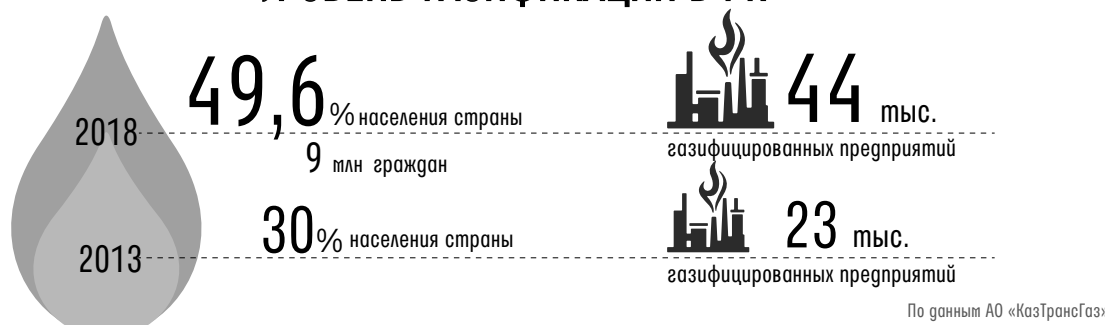 49,6% населения страны
2018
9 млн граждан
44 тыс.
газифицированных предприятий
30% населения страны
2013
23 тыс.
газифицированных предприятий
По данным АО «КазТрансГаз»